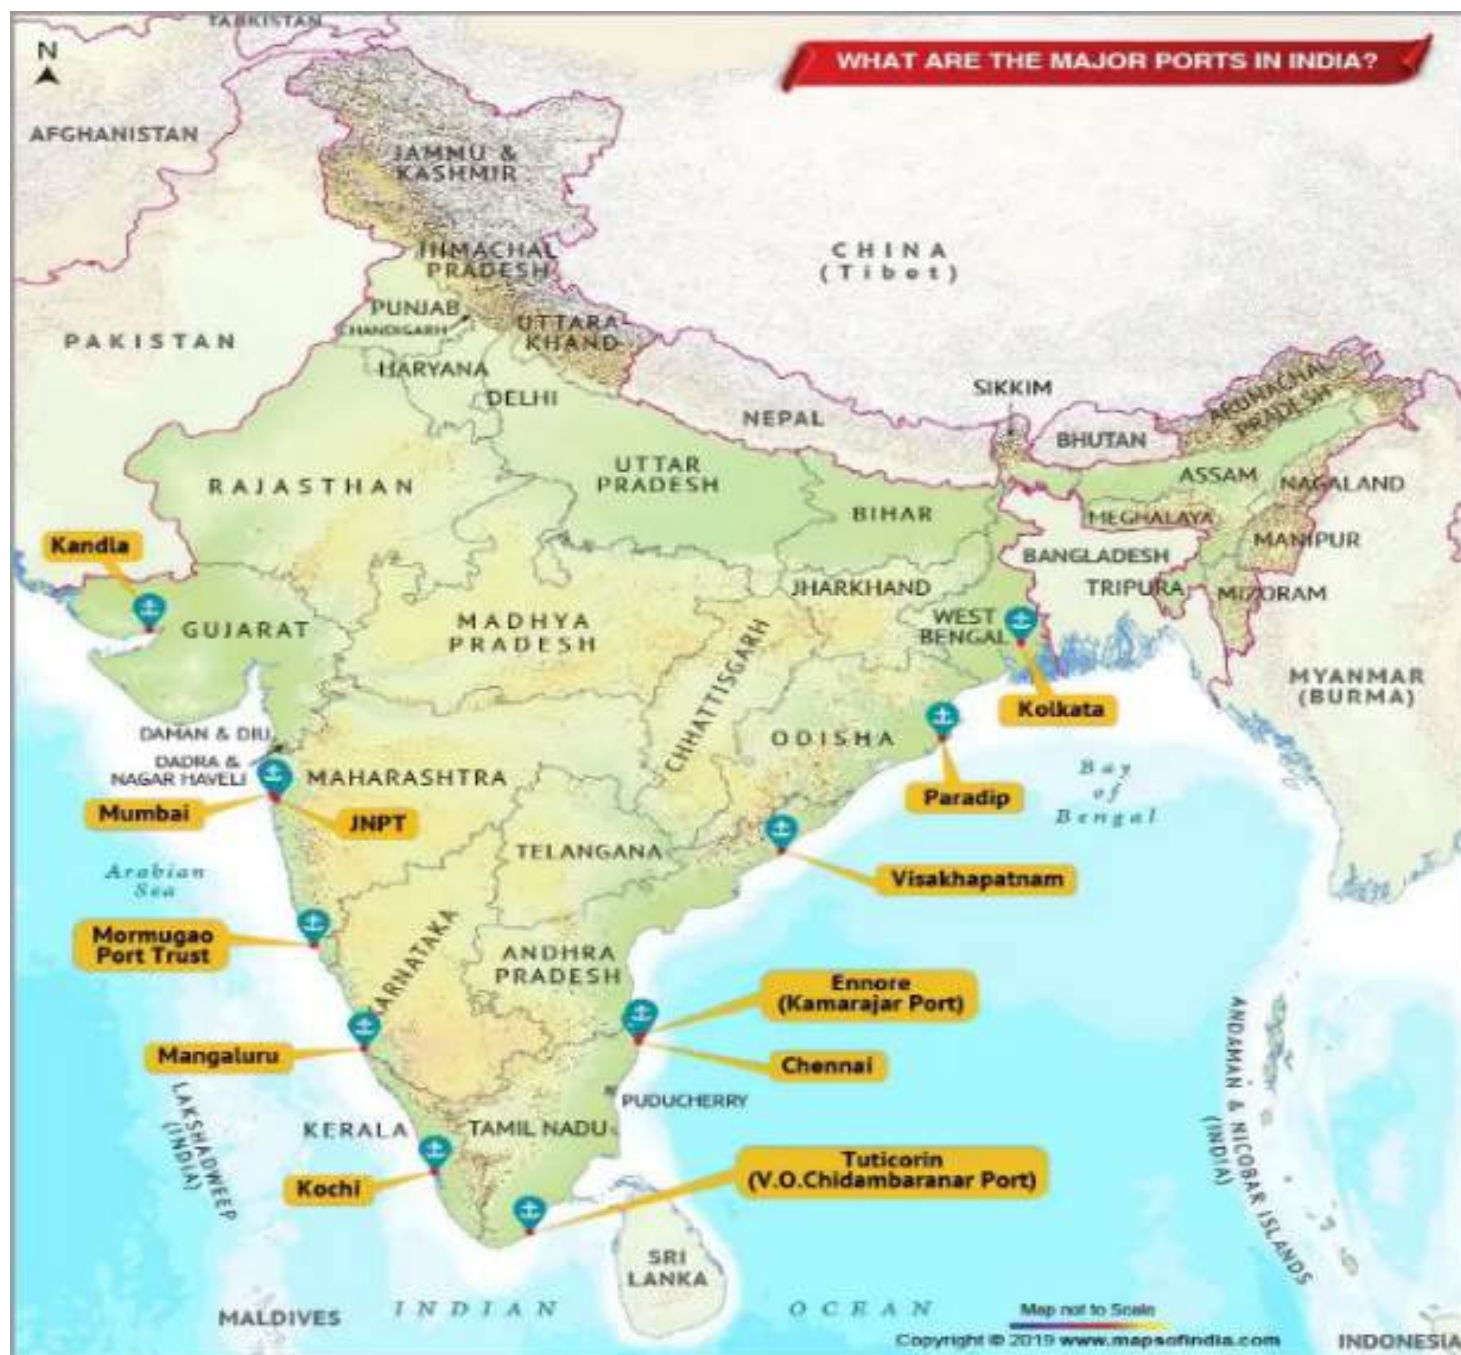 TAJIKISTAN
N
WHAT ARE THE MAJOR PORTS IN INDIA?
AFGHANISTAN
JAMMU &
KASHMIR
CHINA
(Tibet)
HIMACHAL
PRADESH
PUNJAB
CHANDIGARH
UTTARA-
KHAND
PAKISTAN
HARYANA
DELHI
SIKKIM
NEPAL
BHUTAN
ARUNACHAL
PRADESH
ASSAM
NAGALAND
RAJASTHAN
UTTAR
PRADESH
BIHAR
MEGHALAYA
MANIPUR
Kandla
BANGLADESH
JHARKHAND
TRIPURA
MIZORAM
GUJARAT
MADHYA
PRADESH
WEST
BENGAL
CHHATTISGARH
MYANMAR
(BURMA)
Kolkata
DAMAN & DIU
ODISHA
DADRA &
NAGAR HAVELI
MAHARASHTRA
Bay
of
Bengal
Paradip
Mumbai
JNPT
TELANGANA
Arabian
Sea
Visakhapatnam
Mormugao
Port Trust
KARNATAKA
ANDHRA
PRADESH
Ennore
(Kamarajar Port)
Mangaluru
Chennai
PUDUCHERRY
LAKSHADWEEP
(INDIA)
KERALA
TAMIL NADU
ANDAMAN & NICOBAR ISLANDS
(INDIA)
Kochi
Tuticorin
(V.O.Chidambaranar Port)
SRI
LANKA
MALDIVES
INDIAN OCEAN
Map not to Scale
Copyright © 2019 www.mapsofindia.com
INDONESIA